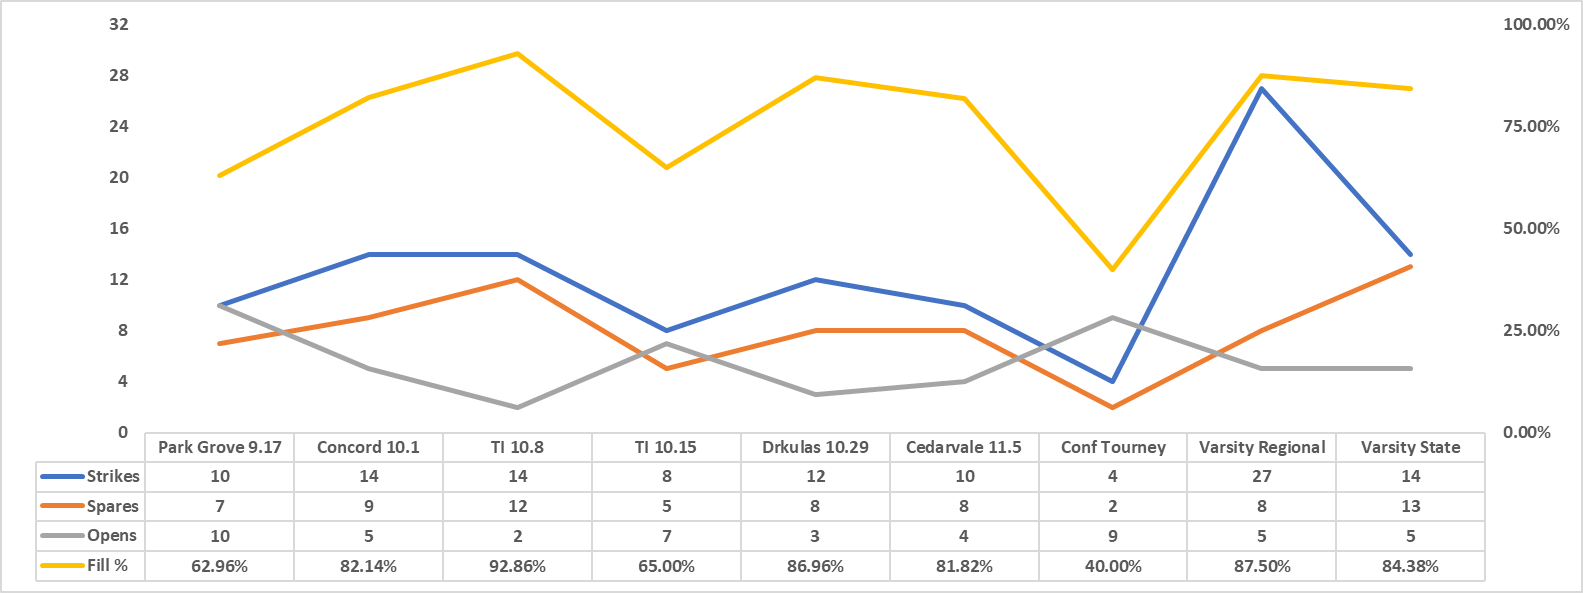 32 100.00%
28
24 75.00%
20
16 50.00%
12
8 25.00%
4
0 0.00%
Park Grove 9.17 Concord 10.1 TI 10.8 TI 10.15 Drkulas 10.29 Cedarvale 11.5 Conf Tourney Varsity Regional Varsity State
Strikes 10 14 14 8 12 10 4 27 14
Spares 7 9 12 5 8 8 2 8 13
Opens 10 5 2 7 3 4 9 5 5
Fill % 62.96% 82.14% 92.86% 65.00% 86.96% 81.82% 40.00% 87.50% 84.38%